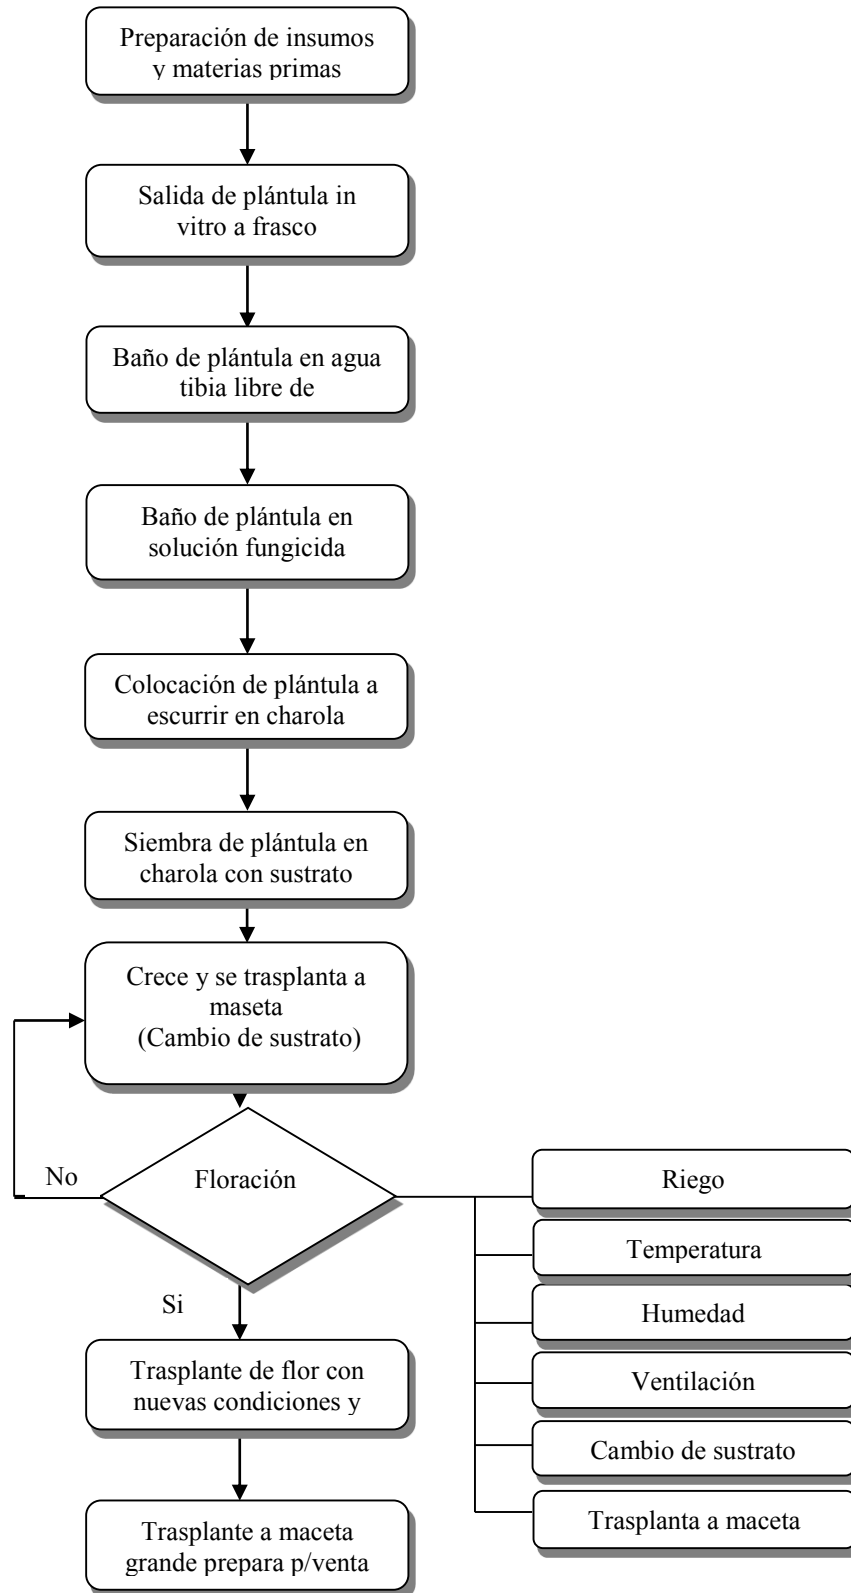 Preparación de insumos
y materias primas
Salida de plántula in
vitro a frasco
Baño de plántula en agua
tibia libre de
Baño de plántula en
solución fungicida
Colocación de plántula a
escurrir en charola
Siembra de plántula en
charola con sustrato
Crece y se trasplanta a
maseta
(Cambio de sustrato)
No
Floración
Si
Riego
Temperatura
Humedad
Ventilación
Cambio de sustrato
Trasplanta a maceta
Trasplante de flor con
nuevas condiciones y
Trasplante a maceta
grande prepara p/venta